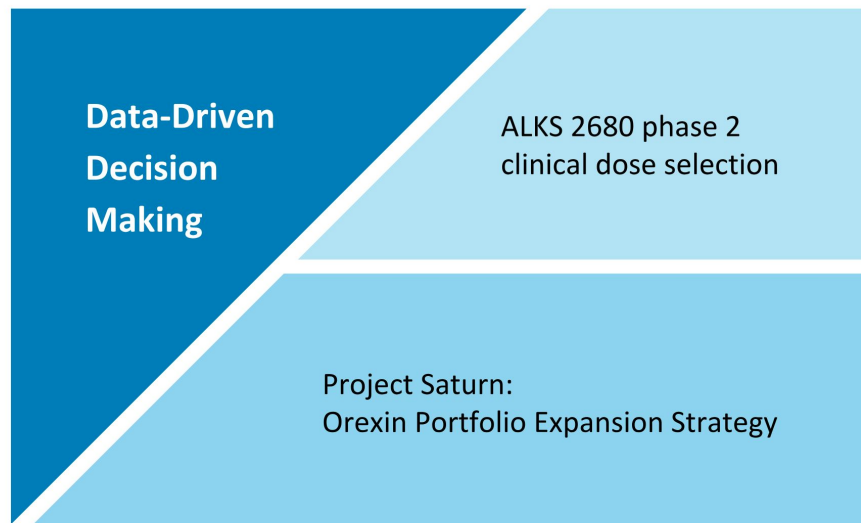 Data-Driven
Decision
Making
ALKS 2680 phase 2
clinical dose selection
Project Saturn:
Orexin Portfolio Expansion Strategy